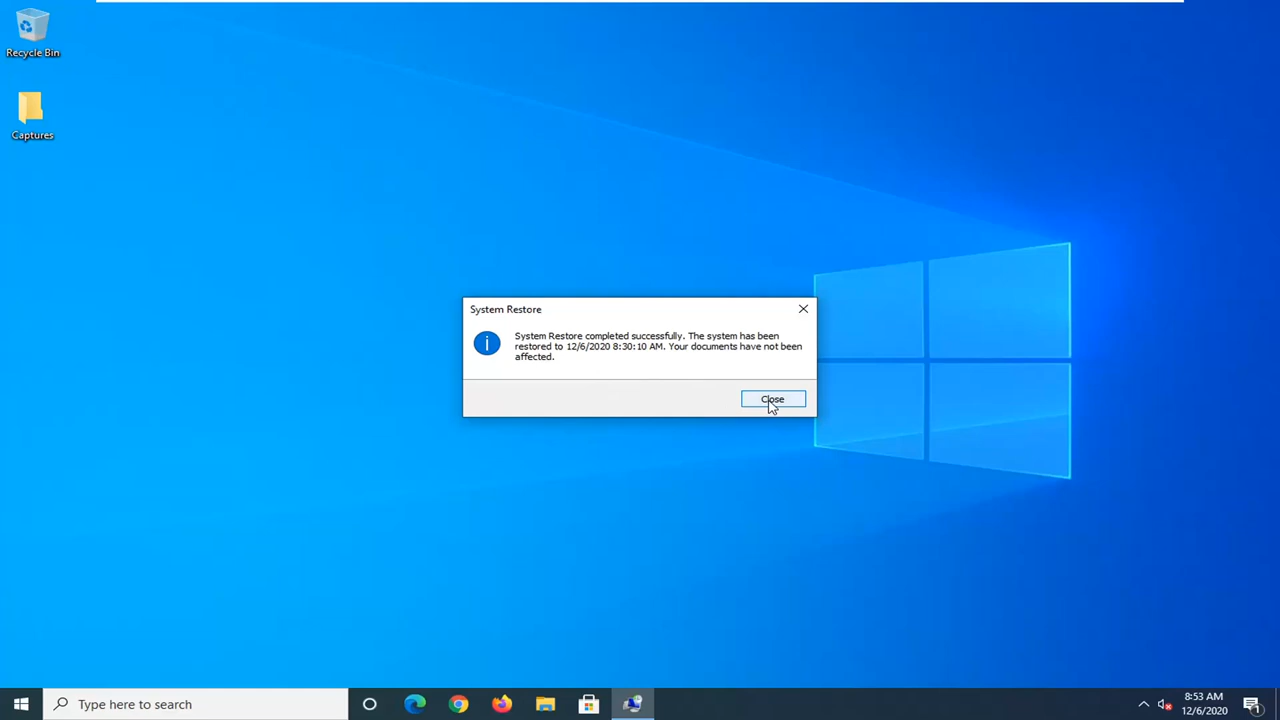 Recycle Bin
Captures
System Restore
System Restore completed successfully. The system has been
restored to 12/6/2020 8:30:10 AM. Your documents have not been
affected.
Close
Type here to search
8:53 AM
12/6/2020
1